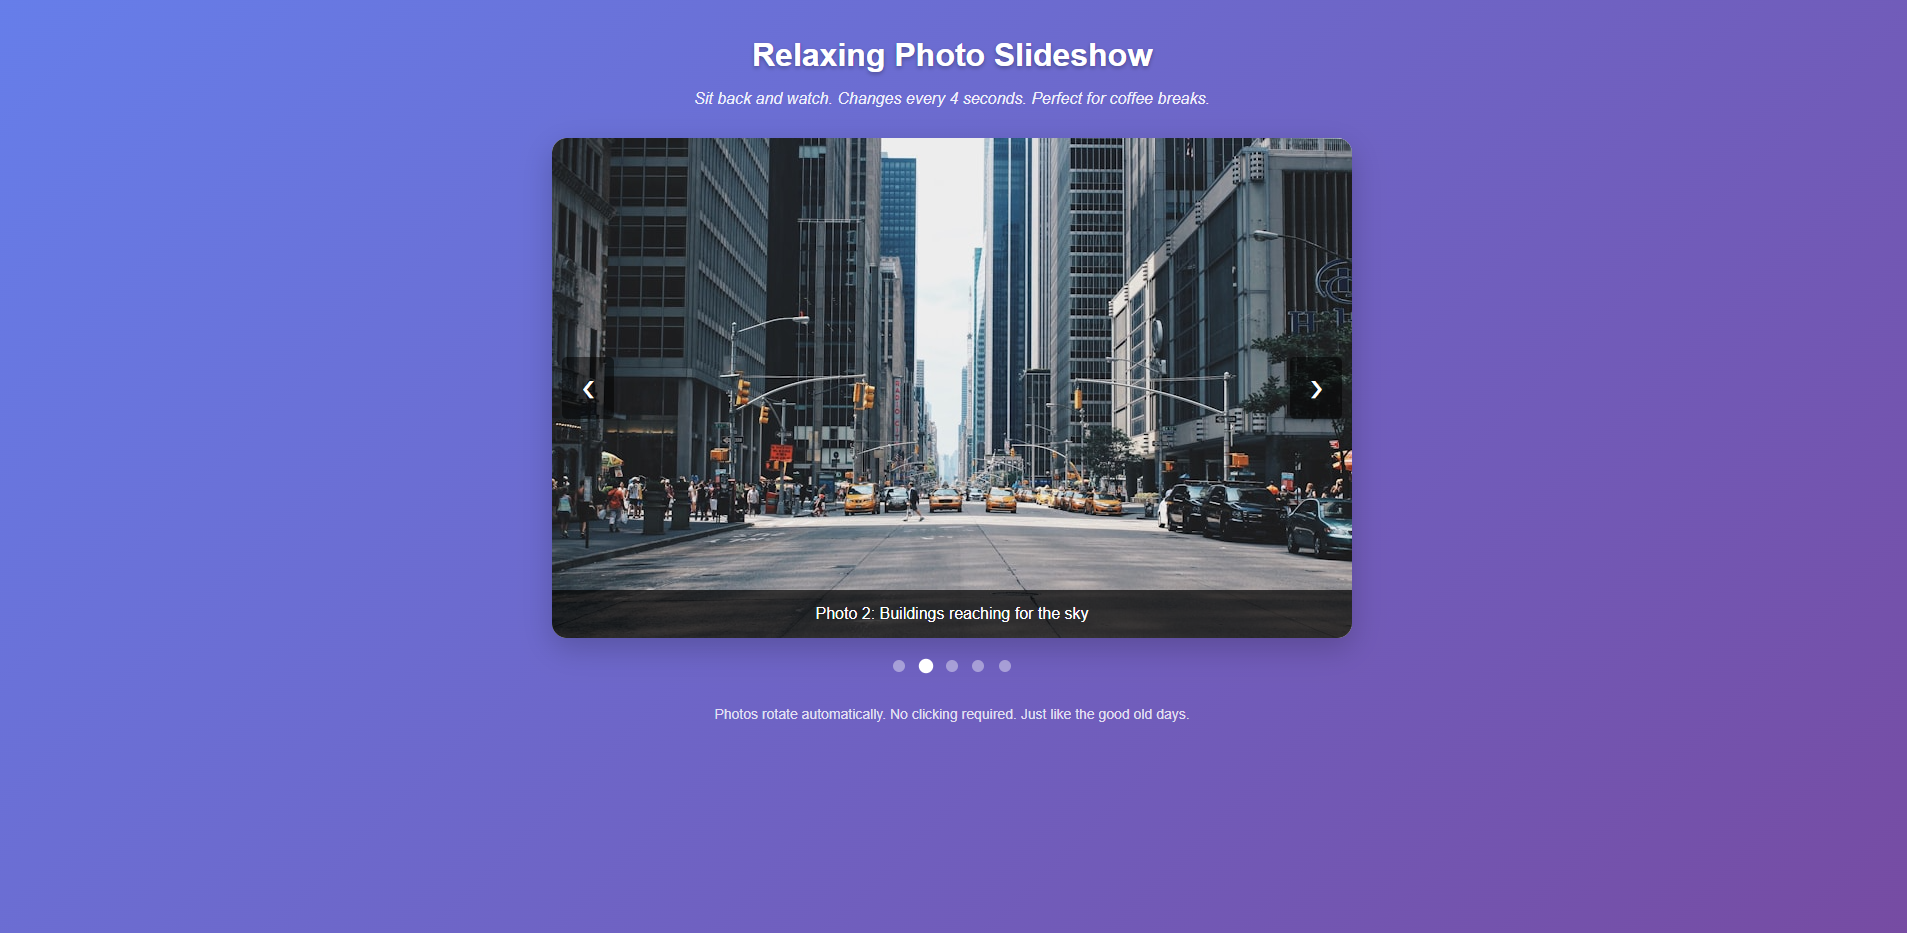 Relaxing Photo Slideshow
Sit back and watch. Changes every 4 seconds. Perfect for coffee breaks.
❮
❯
Photo 2: Buildings reaching for the sky
Photos rotate automatically. No clicking required. Just like the good old days.